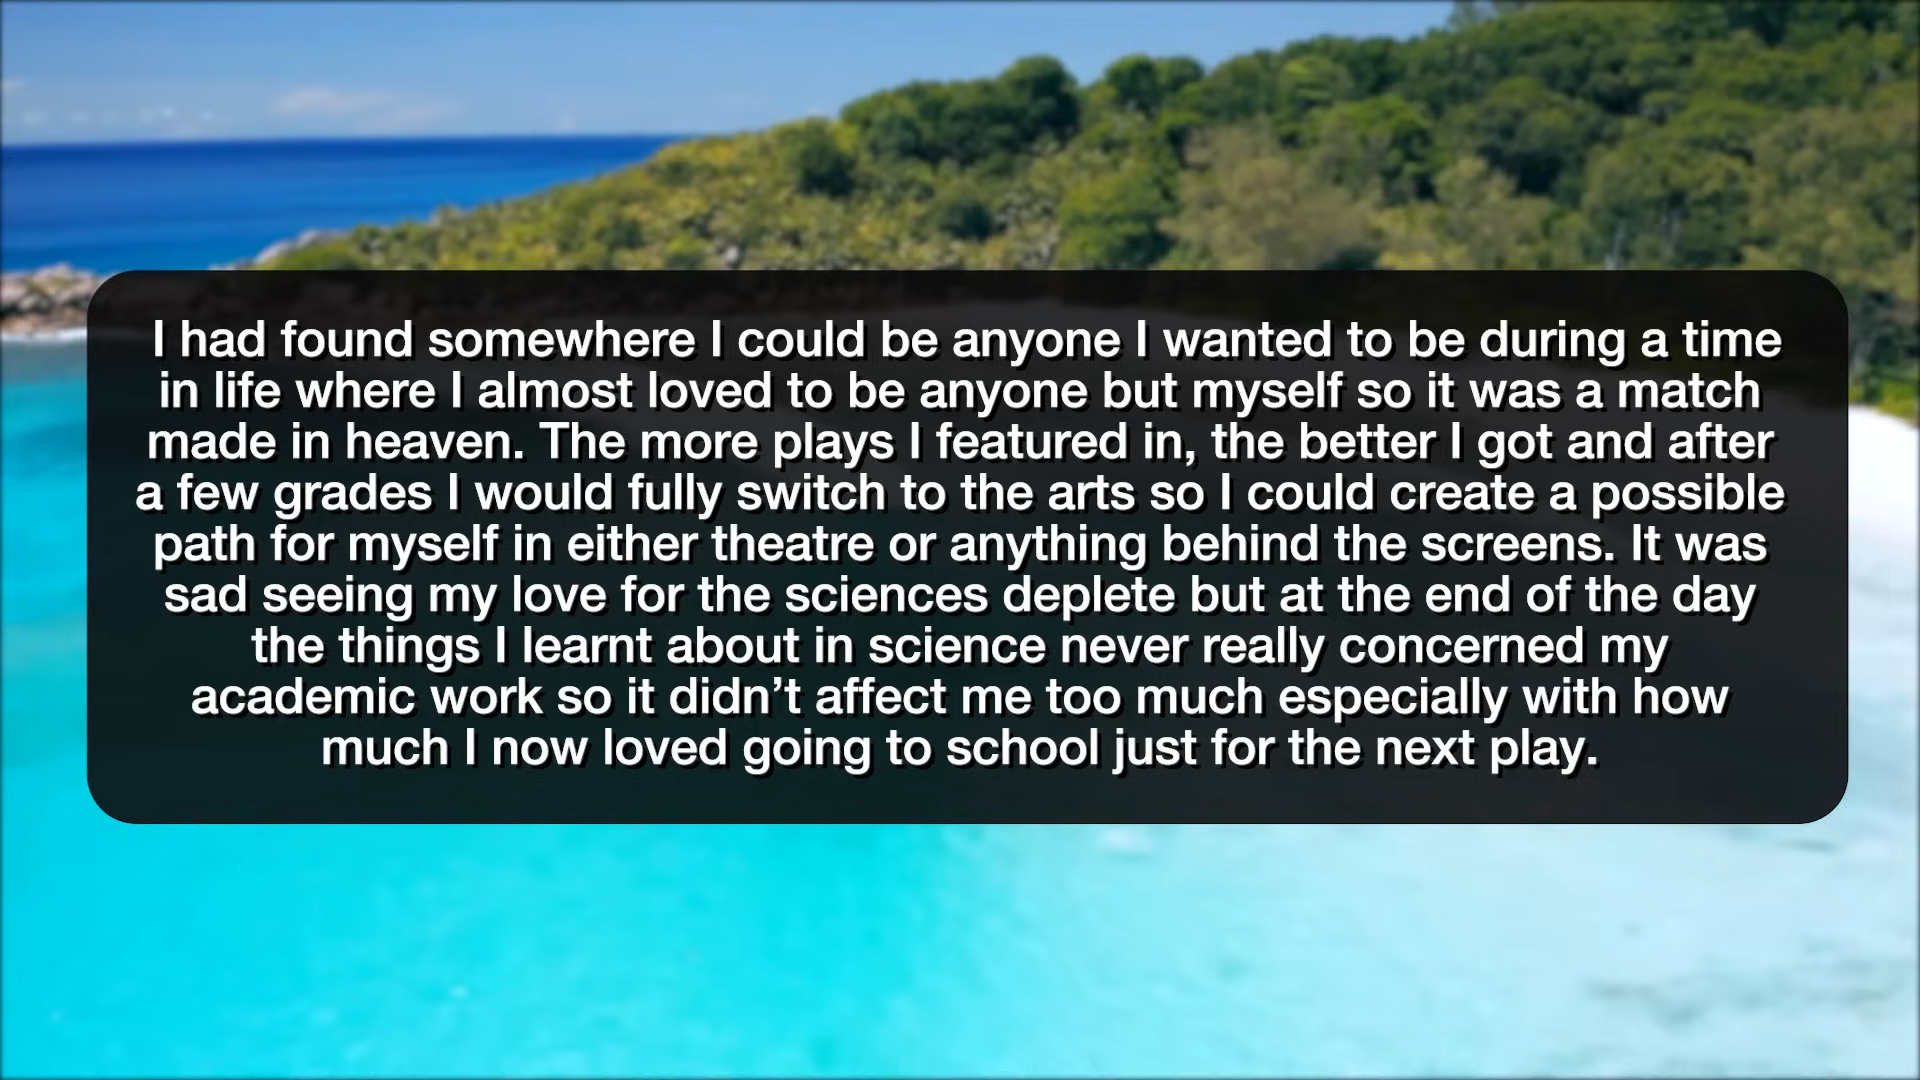 I had found somewhere I could be anyone I wanted to be during a time
in life where I almost loved to be anyone but myself so it was a match
made in heaven. The more plays I featured in, the better I got and after
a few grades I would fully switch to the arts so I could create a possible
path for myself in either theatre or anything behind the screens. It was
sad seeing my love for the sciences deplete but at the end of the day
the things I learnt about in science never really concerned my
academic work so it didn’t affect me too much especially with how
much I now loved going to school just for the next play.